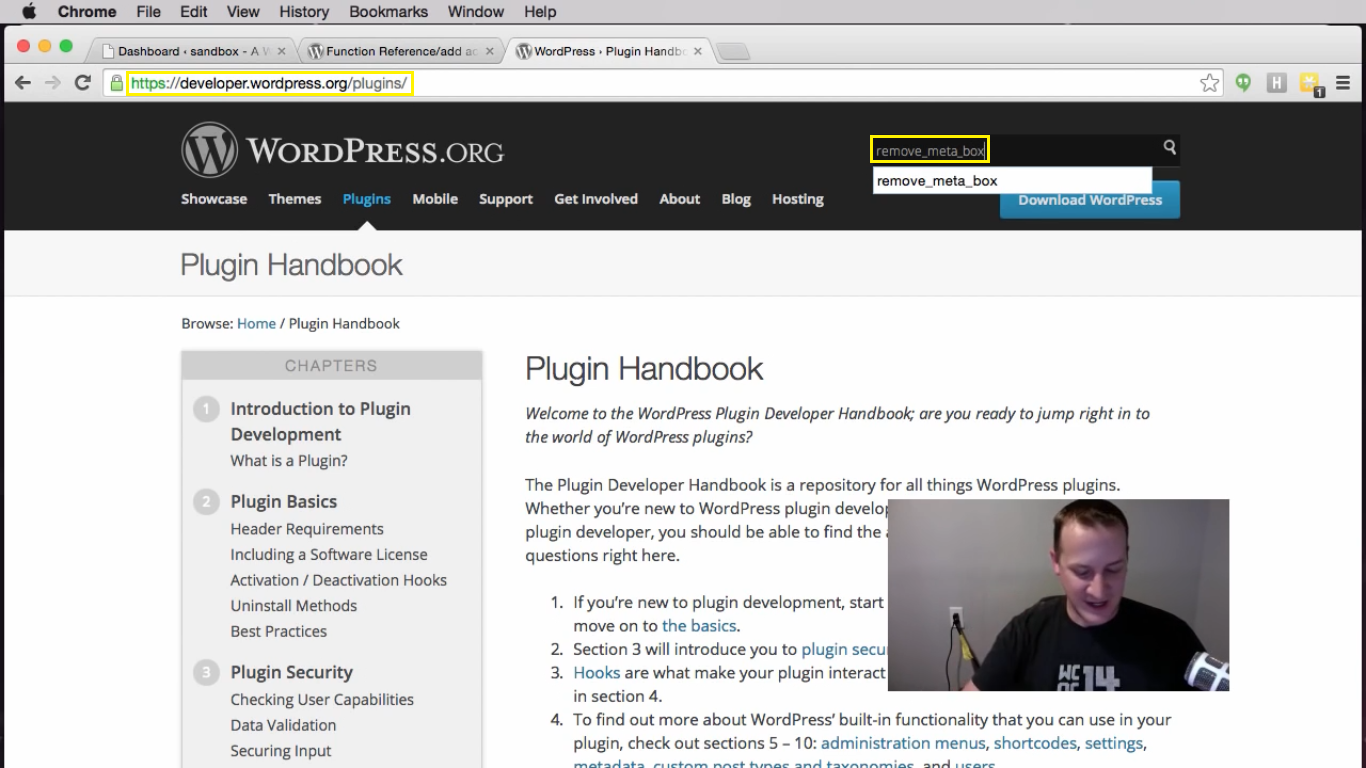 Chrome File Edit View History Bookmarks Window Help
Dashboard ‹ sandbox - A
Function Reference/add
WordPress › Plugin Handb
https://developer.wordpress.org/plugins/
H
1
WORDPRESS.ORG
remove_meta_box
remove_meta_box
Showcase Themes Plugins Mobile Support Get Involved About Blog Hosting
Download WordPress
Plugin Handbook
Browse: Home / Plugin Handbook
CHAPTERS
1 Introduction to Plugin
Development
What is a Plugin?
2 Plugin Basics
Header Requirements
Including a Software License
Activation / Deactivation Hooks
Uninstall Methods
Best Practices
3 Plugin Security
Checking User Capabilities
Data Validation
Securing Input
Plugin Handbook
Welcome to the WordPress Plugin Developer Handbook; are you ready to jump right in to
the world of WordPress plugins?
The Plugin Developer Handbook is a repository for all things WordPress plugins.
Whether you're new to WordPress plugin develop
plugin developer, you should be able to find the a
questions right here.
1. If you're new to plugin development, start
move on to the basics.
2. Section 3 will introduce you to plugin secu
3. Hooks are what make your plugin interact
in section 4.
4. To find out more about WordPress' built-in functionality that you can use in your
plugin, check out sections 5 – 10: administration menus, shortcodes, settings,
metadata, custom post types and taxonomies, and users.
WC
14